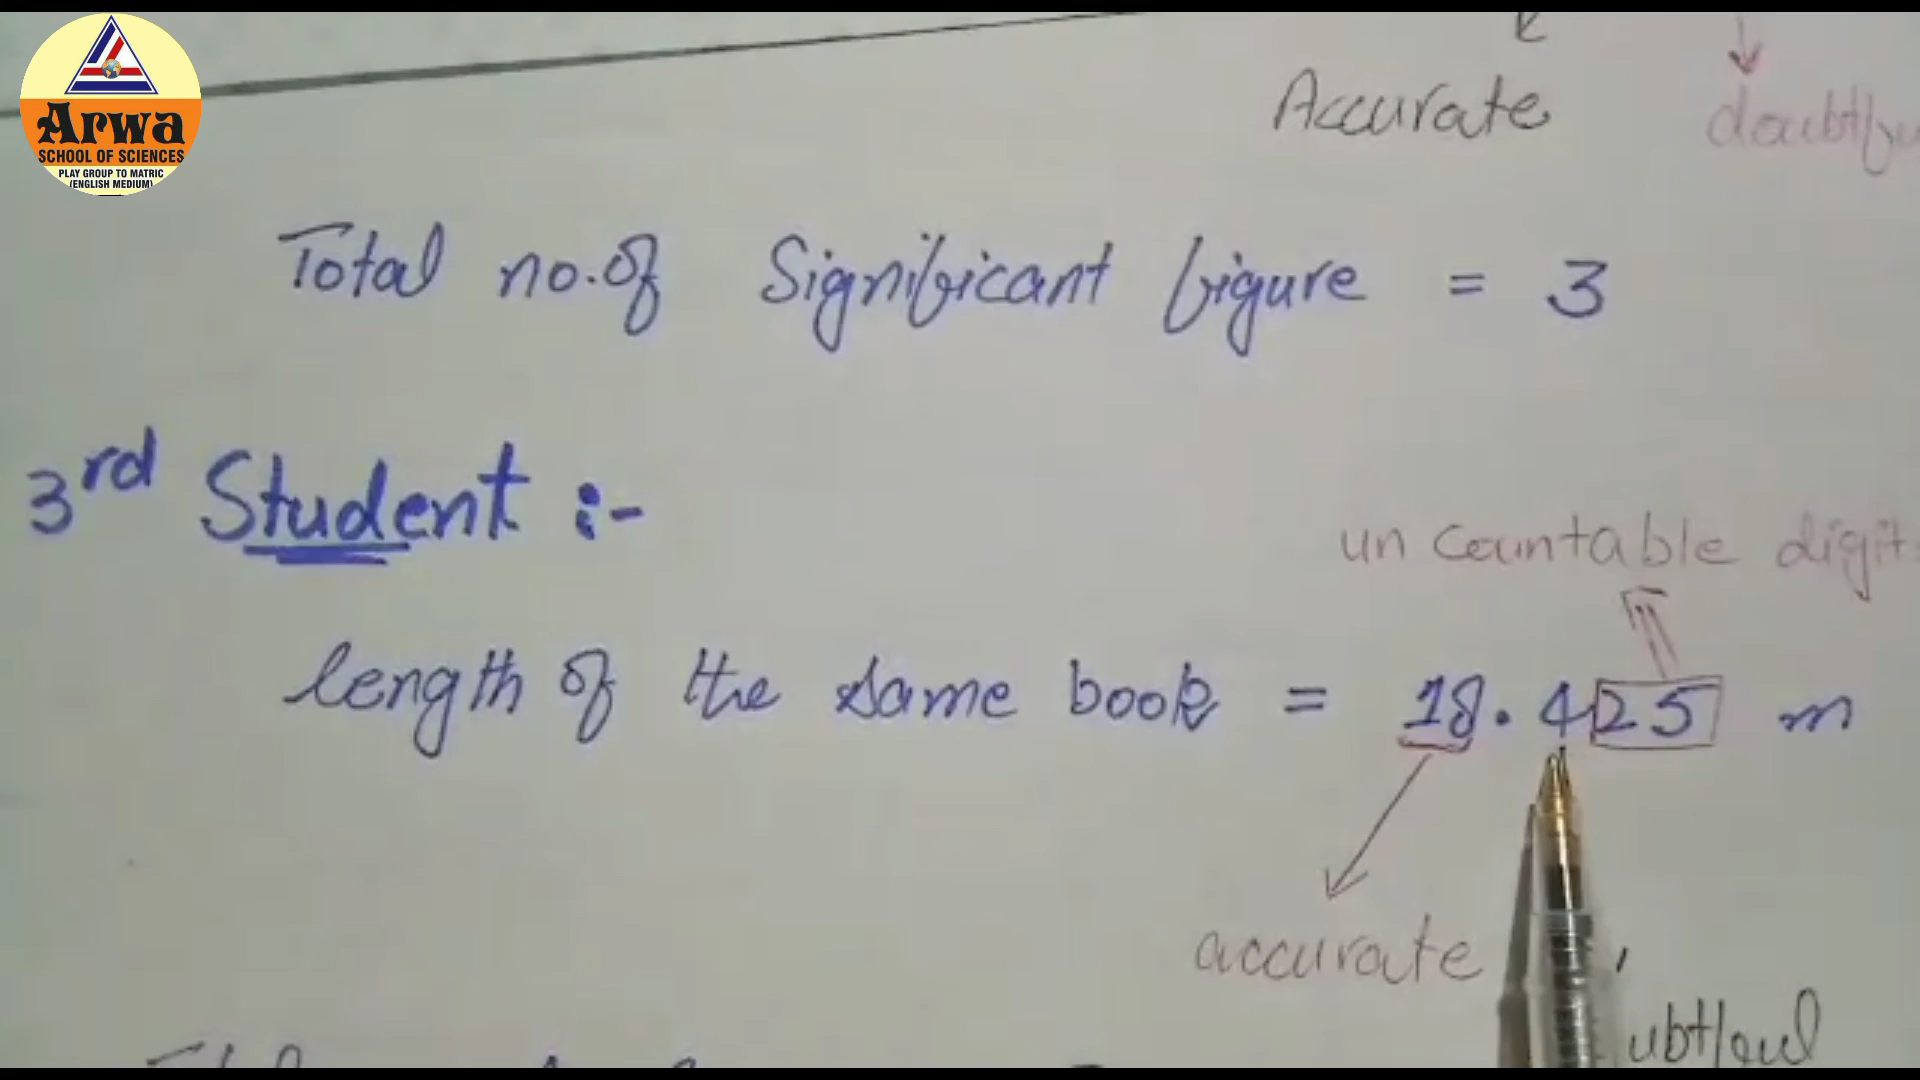 Arwa
SCHOOL OF SCIENCES
PLAY GROUP TO MATRIC
(ENGLISH MEDIUM)
Accurate
Total no.of Significant figure = 3
3rd Student :-
un countable digit
length of the same book = 18.425 m
accurate